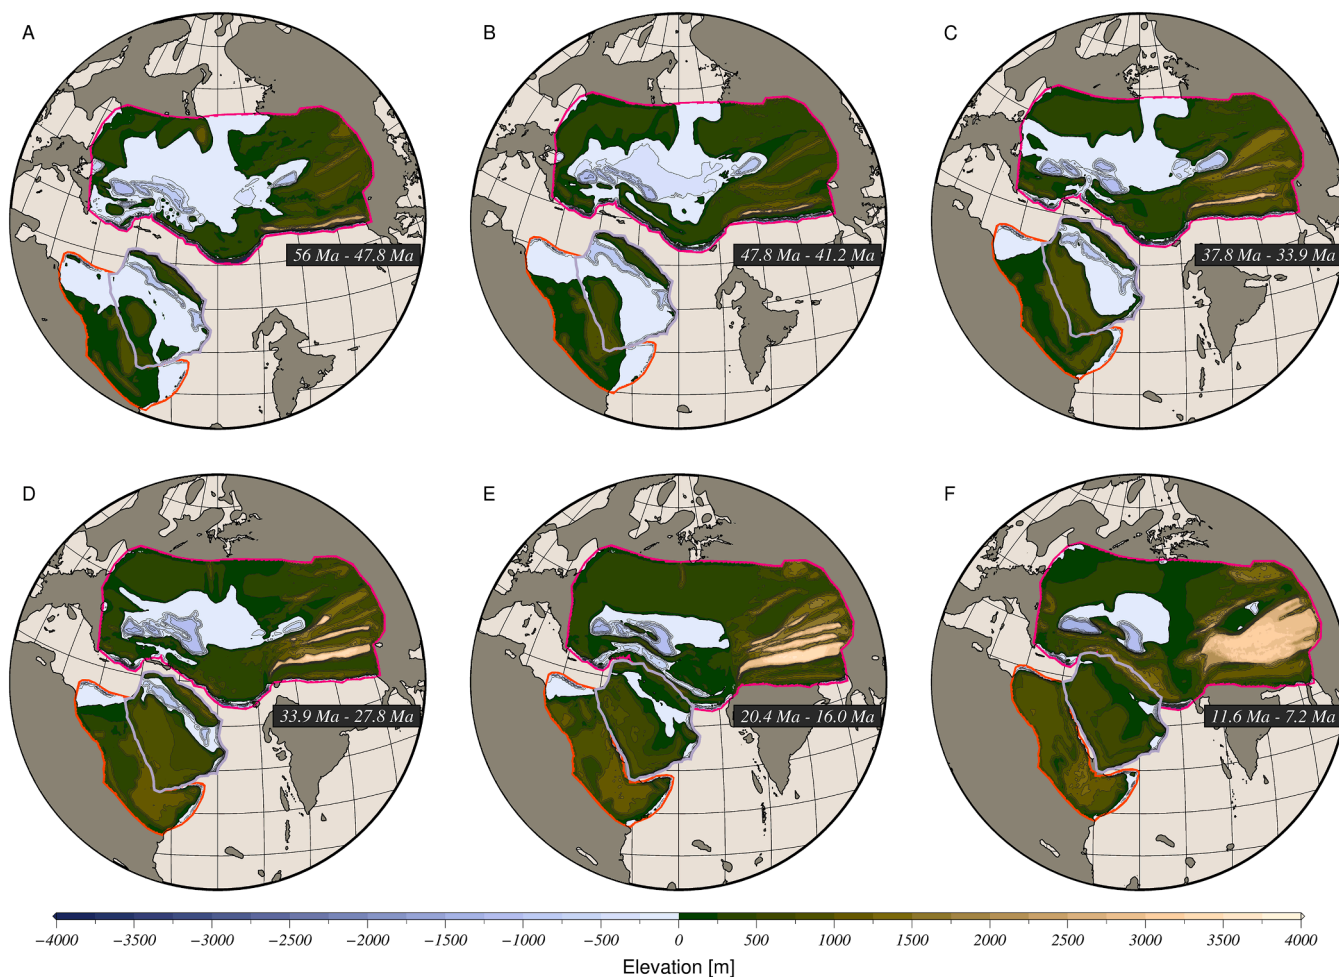 A
B
C
56 Ma - 47.8 Ma
47.8 Ma - 41.2 Ma
37.8 Ma - 33.9 Ma
D
E
F
33.9 Ma - 27.8 Ma
20.4 Ma - 16.0 Ma
11.6 Ma - 7.2 Ma
−4000 −3500 −3000 −2500 −2000 −1500 −1000 −500 0 500 1000 1500 2000 2500 3000 3500 4000
Elevation [m]